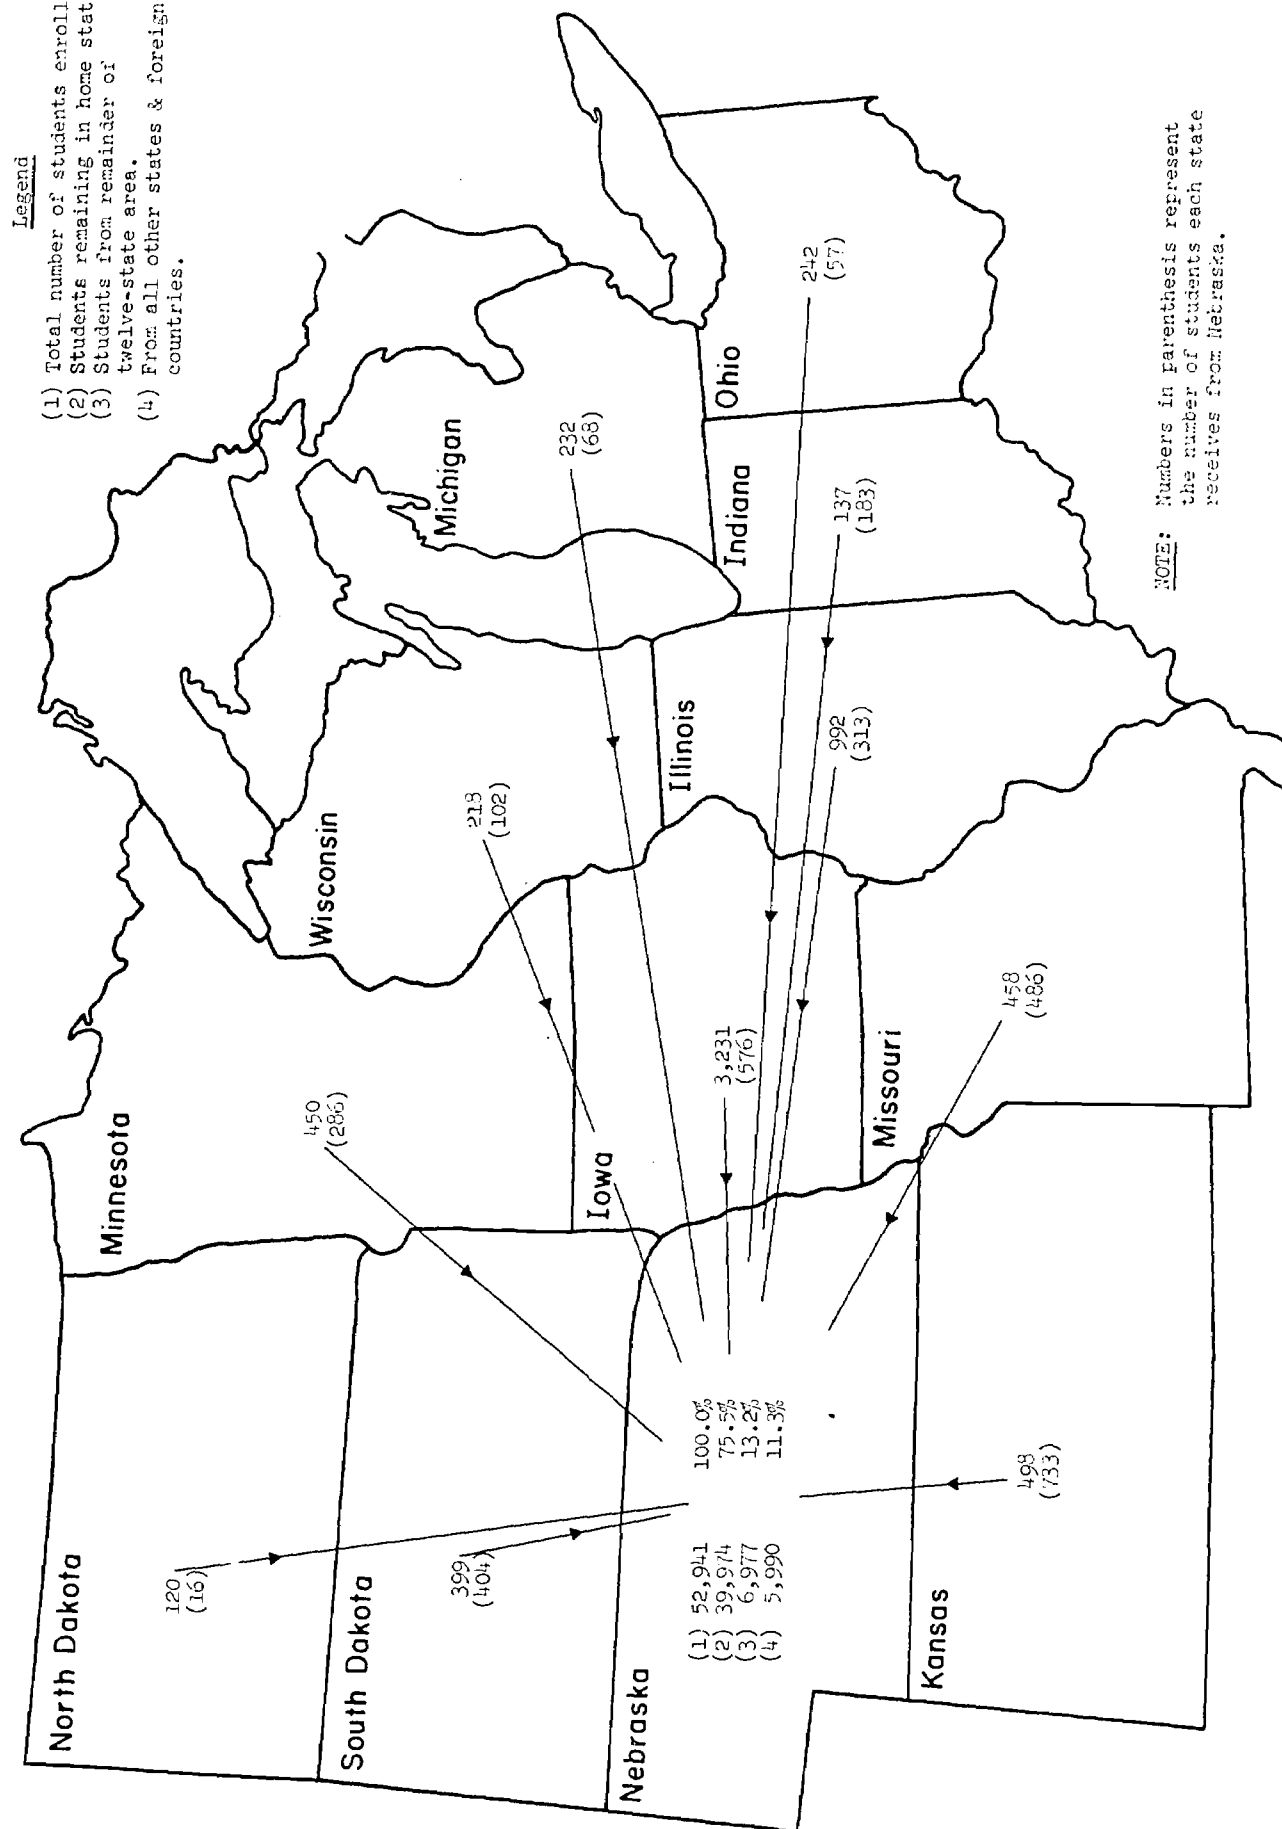 Legend
(1) Total number of students enroll
(2) Students remaining in home stat
(3) Students from remainder of
twelve-state area.
(4) From all other states & foreign
countries.
North Dakota
120
(16)
South Dakota
399
(404)
Nebraska
(1) 52,941 100.0%
(2) 39,974 75.5%
(3) 6,977 13.2%
(4) 5,990 11.3%
Kansas
498
(733)
Minnesota
450
(286)
Iowa
3,231
(576)
Missouri
458
(486)
Wisconsin
218
(102)
Illinois
992
(313)
Michigan
232
(68)
Indiana
137
(183)
Ohio
242
(57)
NOTE: Numbers in parenthesis represent
the number of students each state
receives from Nebraska.